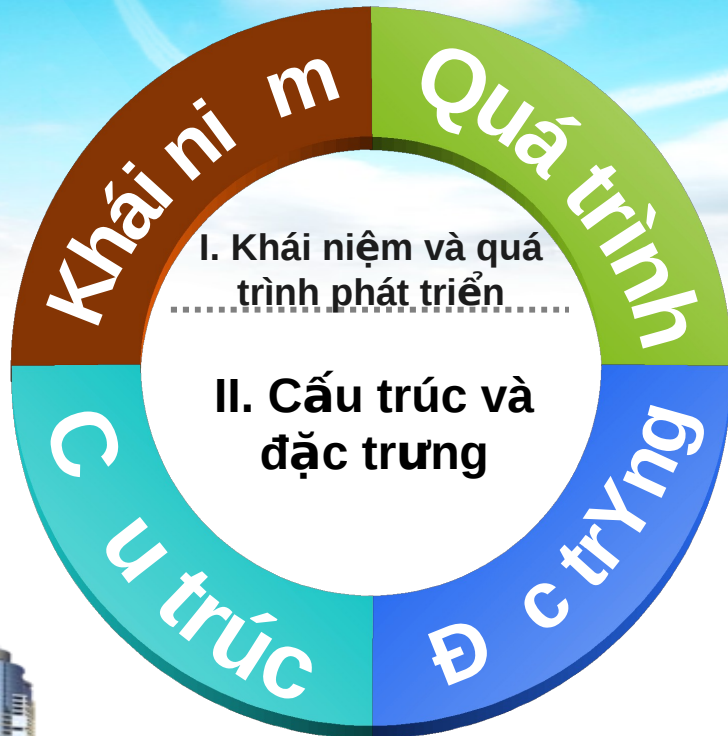 Khái ni m
Quá trình
I. Khái niệm và quá
trình phát triển
II. Cấu trúc và
đặc trưng
C u trúc
Đ c trYng